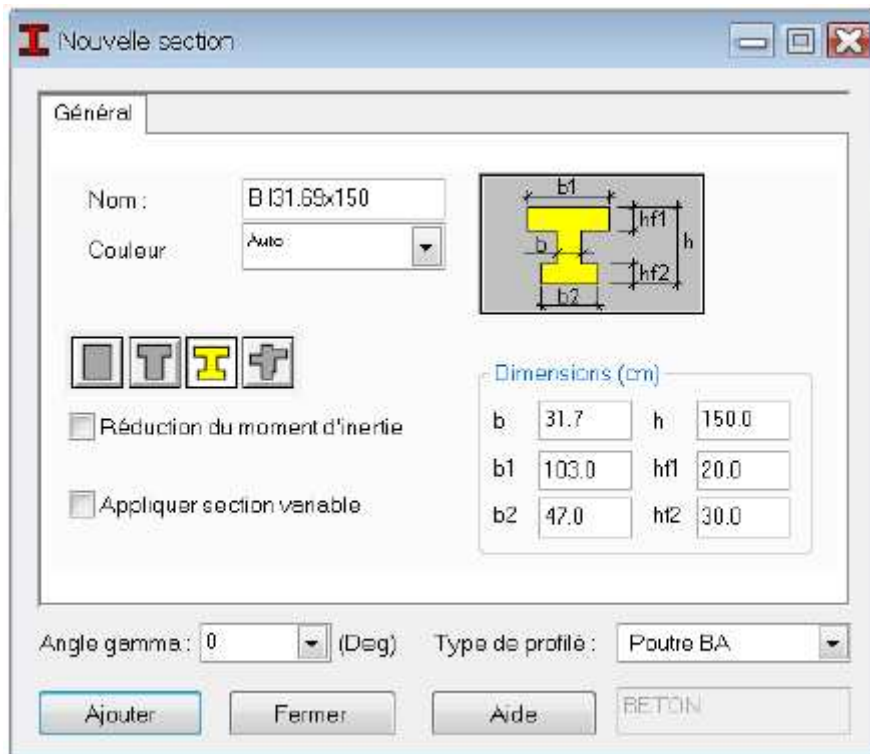 Nouvelle section
Général
Nom :
B I31.69x150
Couleur
Auto
b1
hf1
b
h
hf2
b2
Réduction du moment d'inertie
Appliquer section variable
Dimensions (cm)
b 31.7 h 150.0
b1 103.0 hf1 20.0
b2 47.0 hf2 30.0
Angle gamma : 0 (Deg) Type de profilé : Poutre BA
Ajouter Fermer Aide BETON